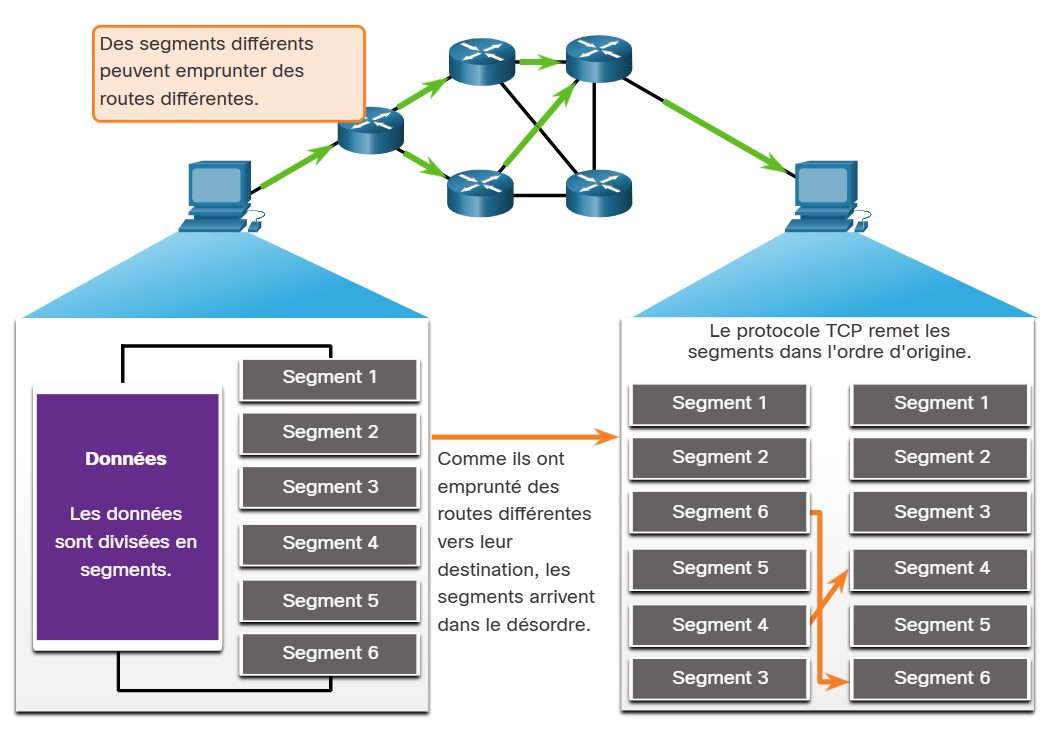 Des segments différents
peuvent emprunter des
routes différentes.
Données
Les données
sont divisées en
segments.
Segment 1
Segment 2
Segment 3
Segment 4
Segment 5
Segment 6
Comme ils ont
emprunté des
routes différentes
vers leur
destination, les
segments arrivent
dans le désordre.
Le protocole TCP remet les
segments dans l'ordre d'origine.
Segment 1
Segment 2
Segment 6
Segment 5
Segment 4
Segment 3
Segment 1
Segment 2
Segment 3
Segment 4
Segment 5
Segment 6